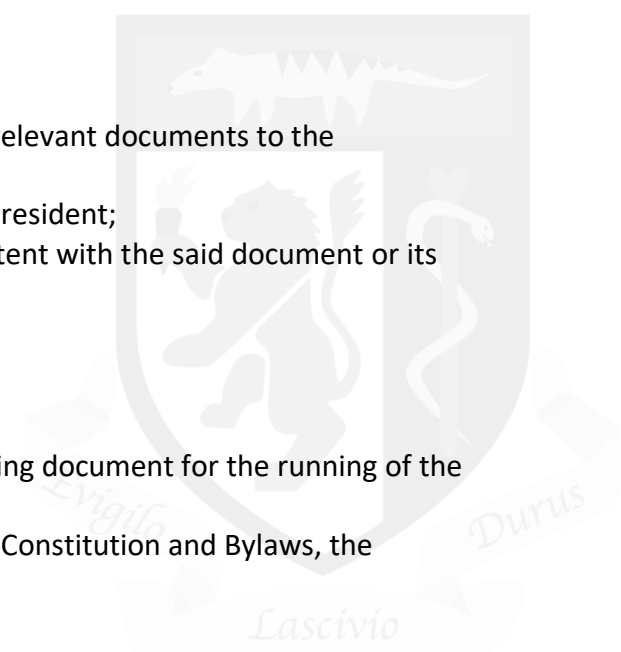 elevant documents to the
resident;
tent with the said document or its
ing document for the running of the
Evigilo
Durus
Constitution and Bylaws, the
Lascivio